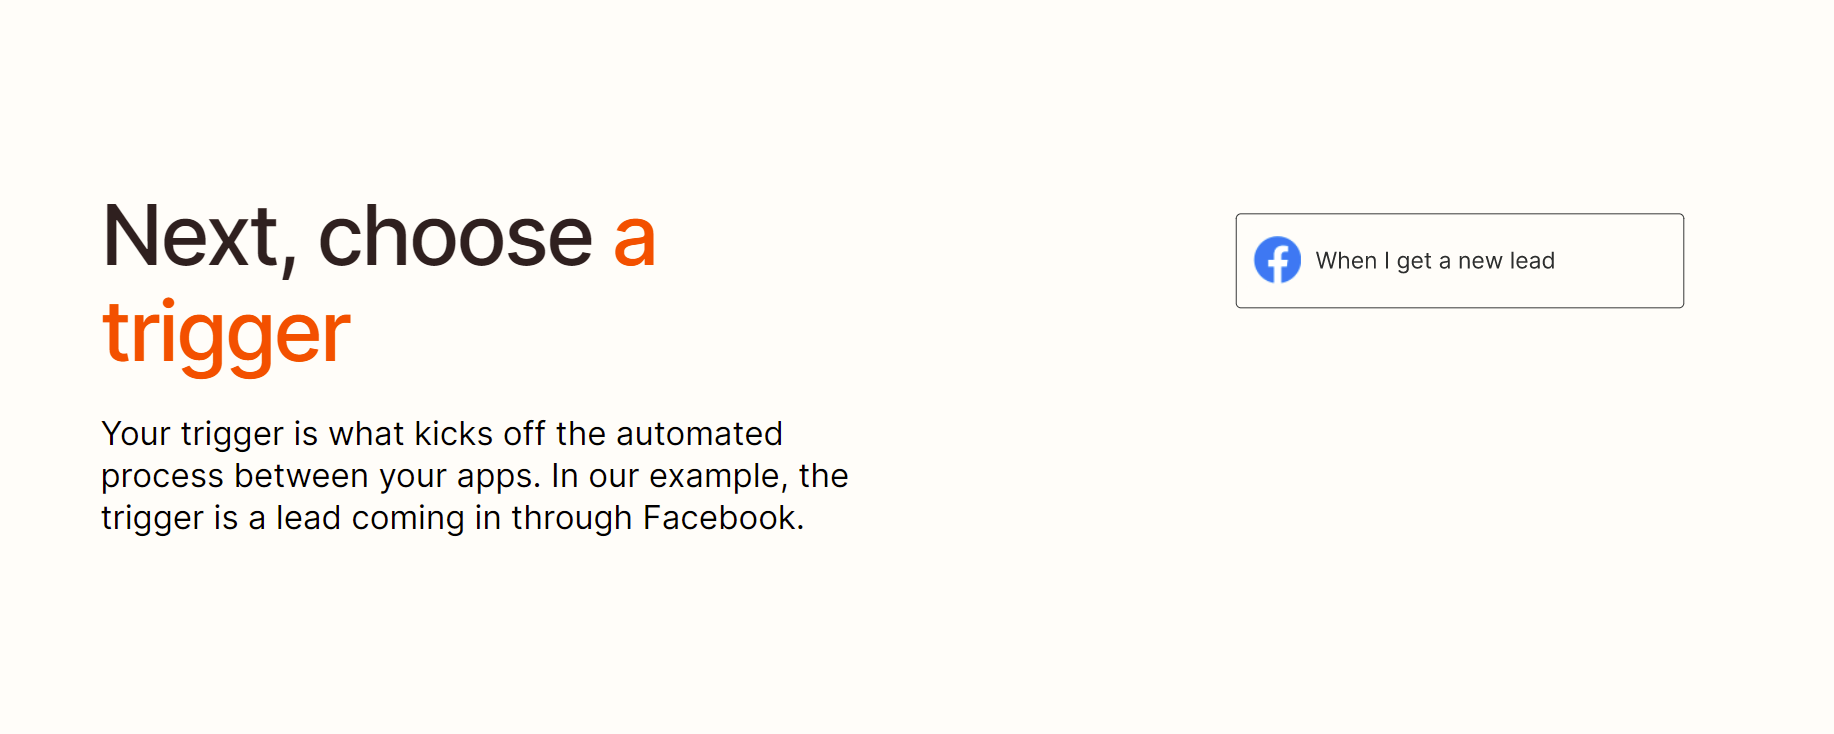 Next, choose a
trigger
Your trigger is what kicks off the automated
process between your apps. In our example, the
trigger is a lead coming in through Facebook.
When I get a new lead